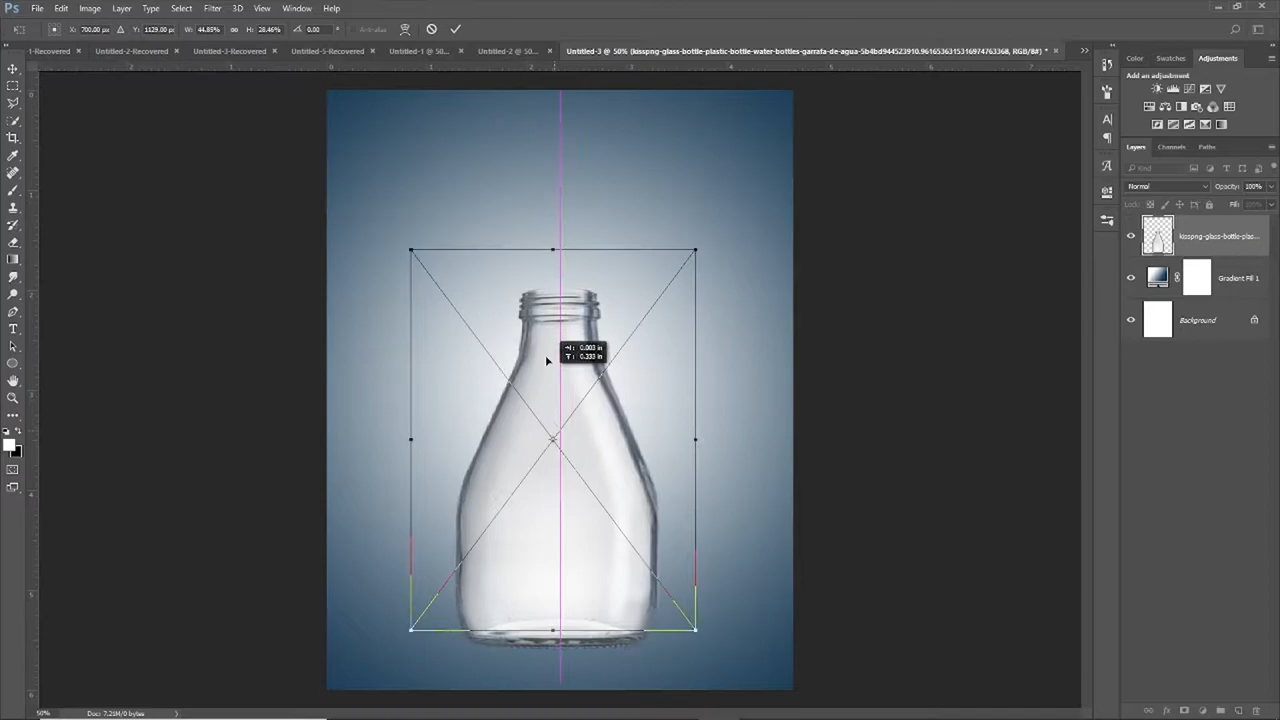 Ps File Edit Image Layer Type Select Filter 3D View Window Help
X: 700.00 px Y: 1129.00 px W: 44.85% H: 28.46% 0.00 Anti-alias
1-Recovered × Untitled-2-Recovered × Untitled-3-Recovered × Untitled-5-Recovered × Untitled-1 @ 50%... × Untitled-2 @ 50%... × Untitled-3 @ 50% (kisspng-glass-bottle-plastic-bottle-water-bottles-garrafa-de-agua-5b4bd944523910.9616536315316974763368, RGB/8#) * ×
Color Swatches Adjustments
Add an adjustment
Layers Channels Paths
Kind
Normal Opacity: 100%
Lock: Fill: 100%
kisspng-glass-bottle-plas...
Gradient Fill 1
Background
0.003 in
0.333 in
50% Doc: 7.21M/0 bytes